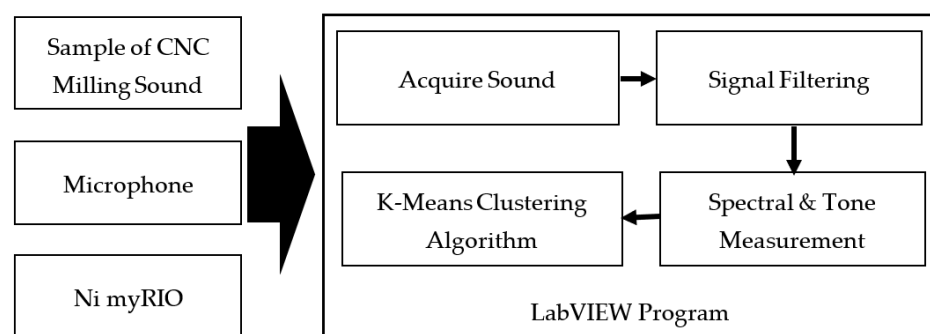 Sample of CNC
Milling Sound
Microphone
Ni myRIO
Acquire Sound
Signal Filtering
K-Means Clustering
Algorithm
Spectral & Tone
Measurement
LabVIEW Program